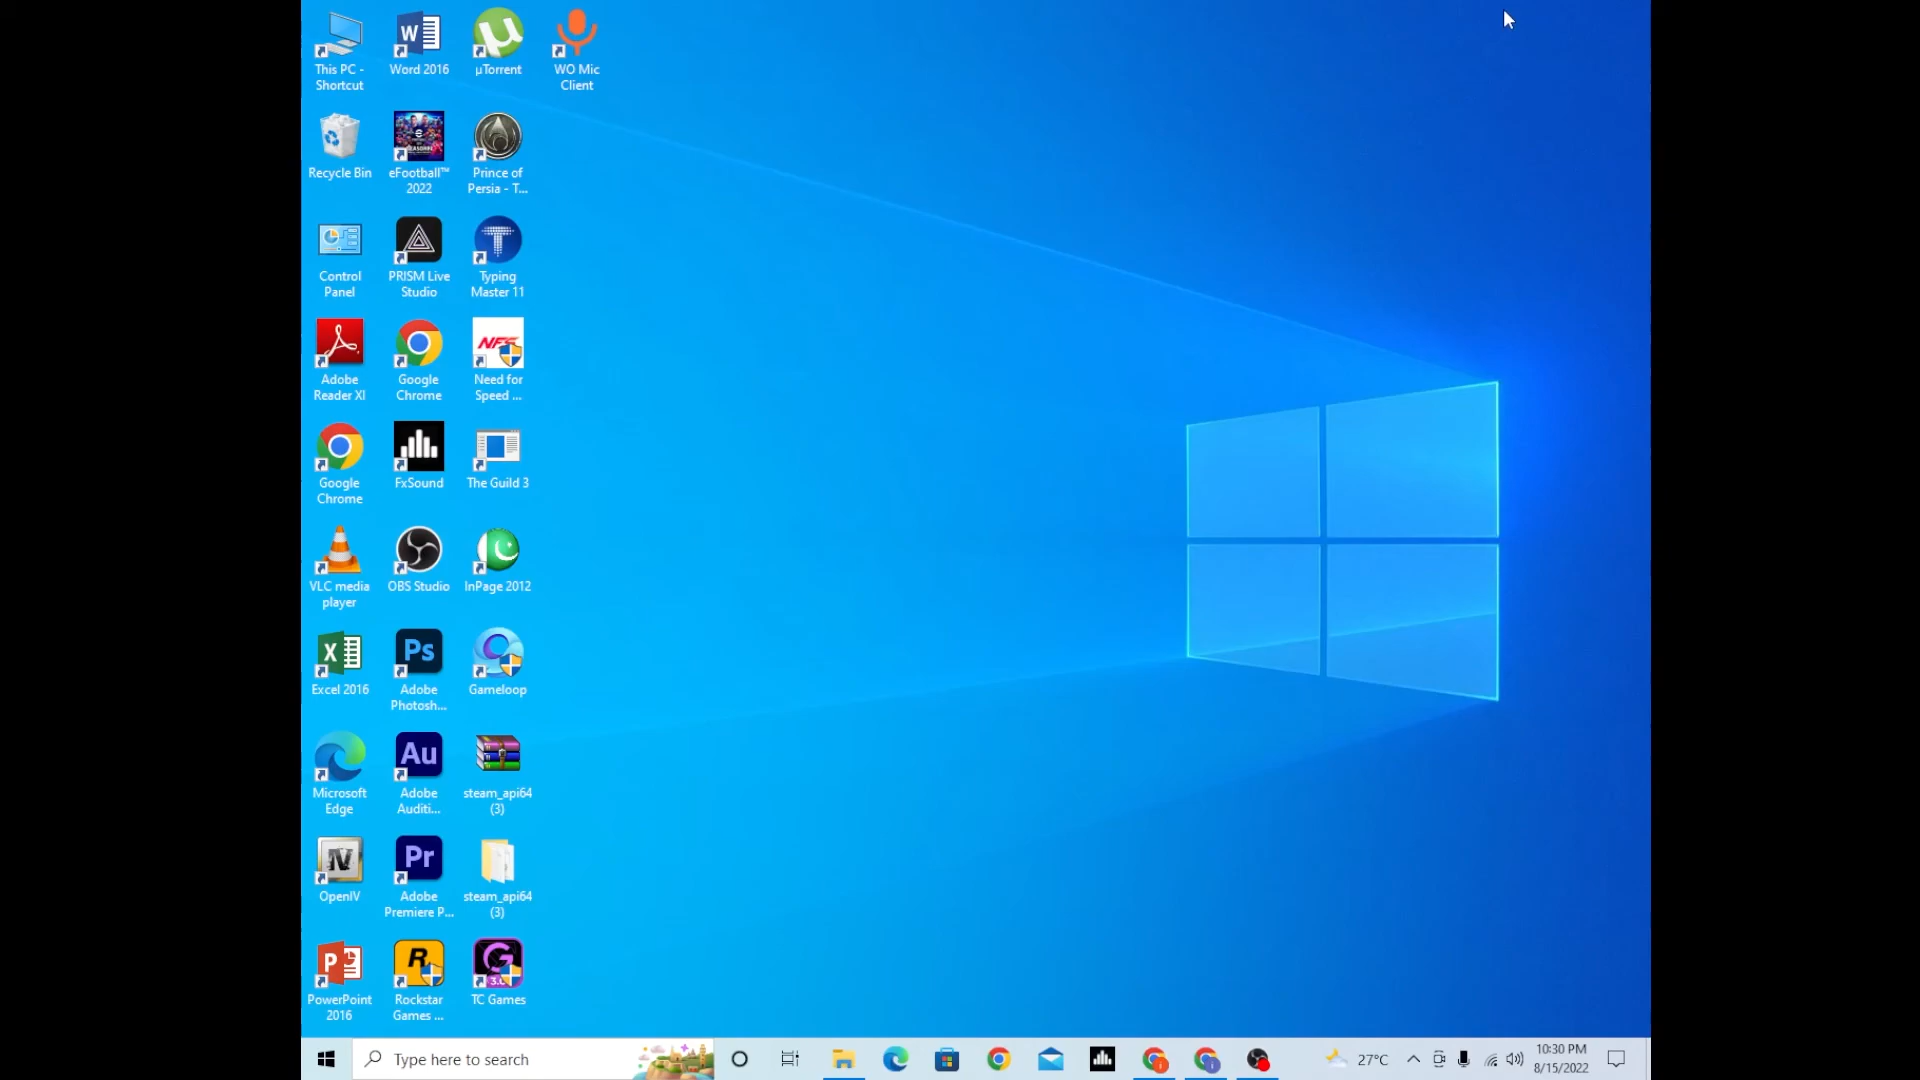 This PC -
Shortcut
Word 2016
µTorrent
WO Mic
Client
Recycle Bin
eFootball™
2022
Prince of
Persia - T...
Control
Panel
PRISM Live
Studio
Typing
Master 11
Adobe
Reader XI
Google
Chrome
Need for
Speed ...
Google
Chrome
FxSound
The Guild 3
VLC media
player
OBS Studio
InPage 2012
Excel 2016
Adobe
Photosh...
Gameloop
Microsoft
Edge
Adobe
Auditi...
steam_api64
(3)
OpenIV
Adobe
Premiere P...
steam_api64
(3)
PowerPoint
2016
Rockstar
Games ...
TC Games
Type here to search
27°C
10:30 PM
8/15/2022